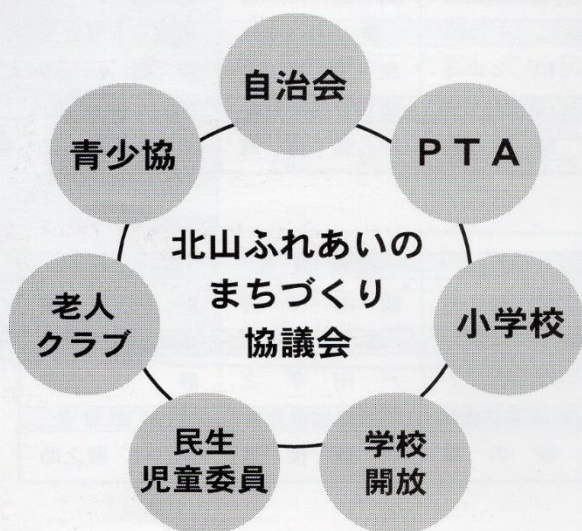 自治会
青少協
PTA
北山ふれあいの
まちづくり
協議会
老人
クラブ
小学校
民生
児童委員
学校
開放